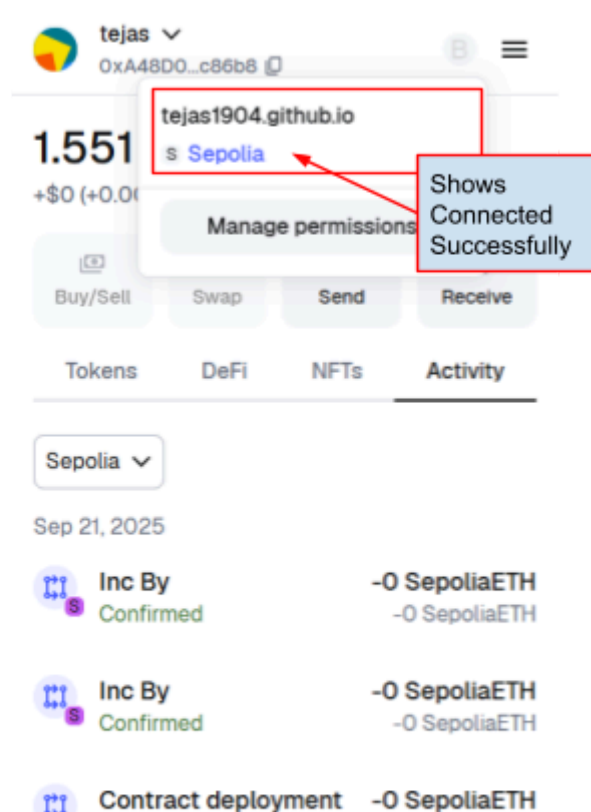 tejas
0xA48D0...c86b8
B
tejas1904.github.io
1.551
S Sepolia
+$0 (+0.00
Shows
Connected
Successfully
Manage permissions
Buy/Sell
Swap
Send
Receive
Tokens
DeFi
NFTs
Activity
Sepolia
Sep 21, 2025
Inc By
-0 SepoliaETH
S
Confirmed
-0 SepoliaETH
Inc By
-0 SepoliaETH
S
Confirmed
-0 SepoliaETH
Contract deployment
-0 SepoliaETH